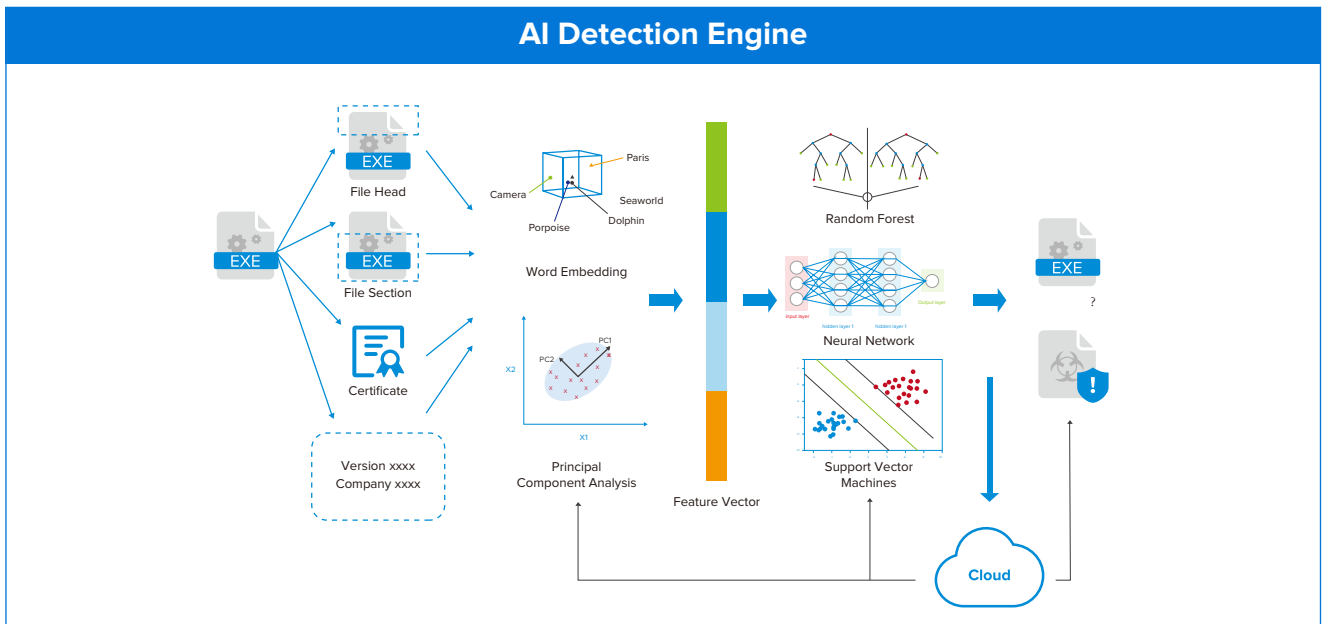 AI Detection Engine
EXE
EXE
File Head
EXE
File Section
Certificate
Version xxxx
Company xxxx
Paris
Camera
Seaworld
Dolphin
Porpoise
Word Embedding
PC1
PC2
X2
X1
Principal
Component Analysis
Feature Vector
Random Forest
Input layer
hidden layer 1
hidden layer 1
Output layer
Neural Network
Support Vector
Machines
EXE
?
!
Cloud